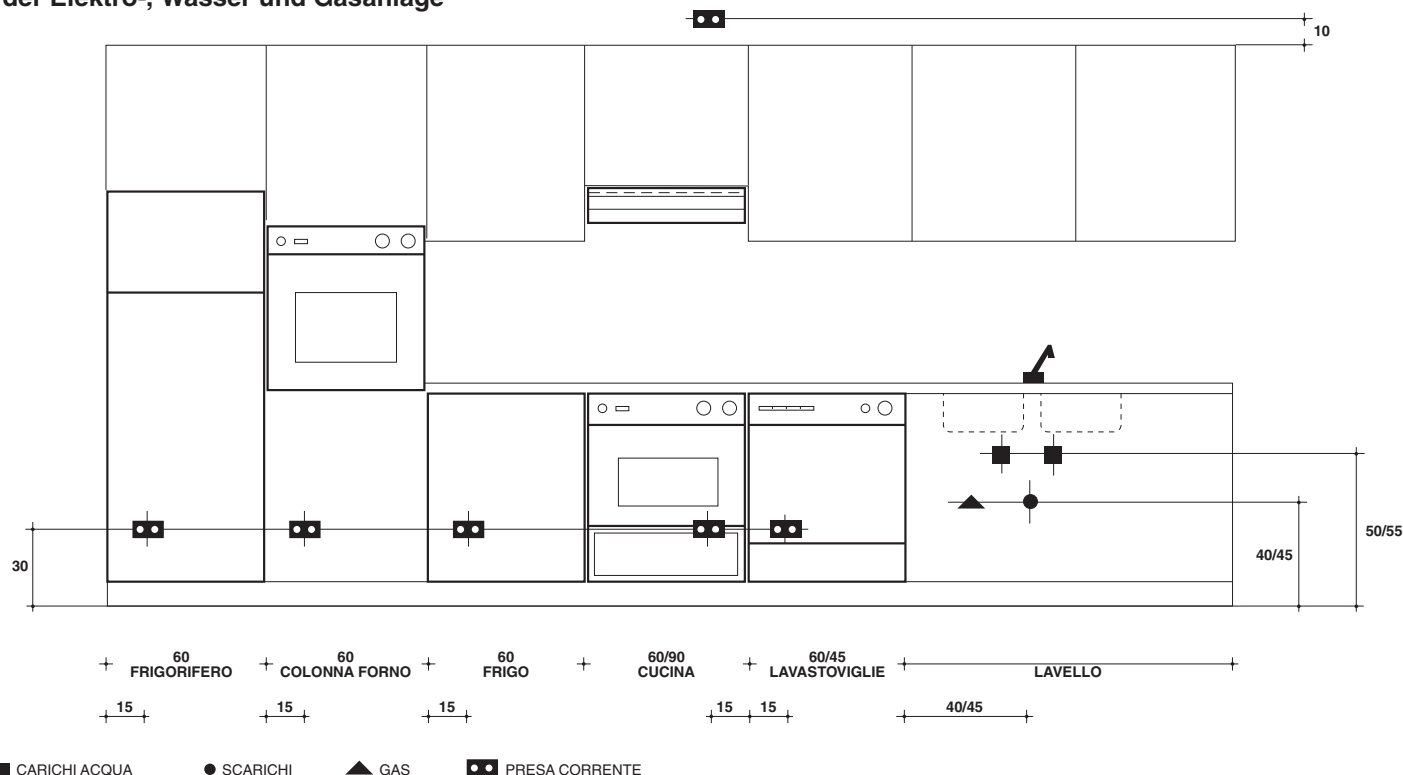 der Elektro-, Wasser und Gasanlage
10
30
50/55
40/45
60 60 60 60/90 60/45
FRIGORIFERO COLONNA FORNO FRIGO CUCINA LAVASTOVIGLIE LAVELLO
15 15 15 15 15 40/45
CARICHI ACQUA SCARICHI GAS PRESA CORRENTE